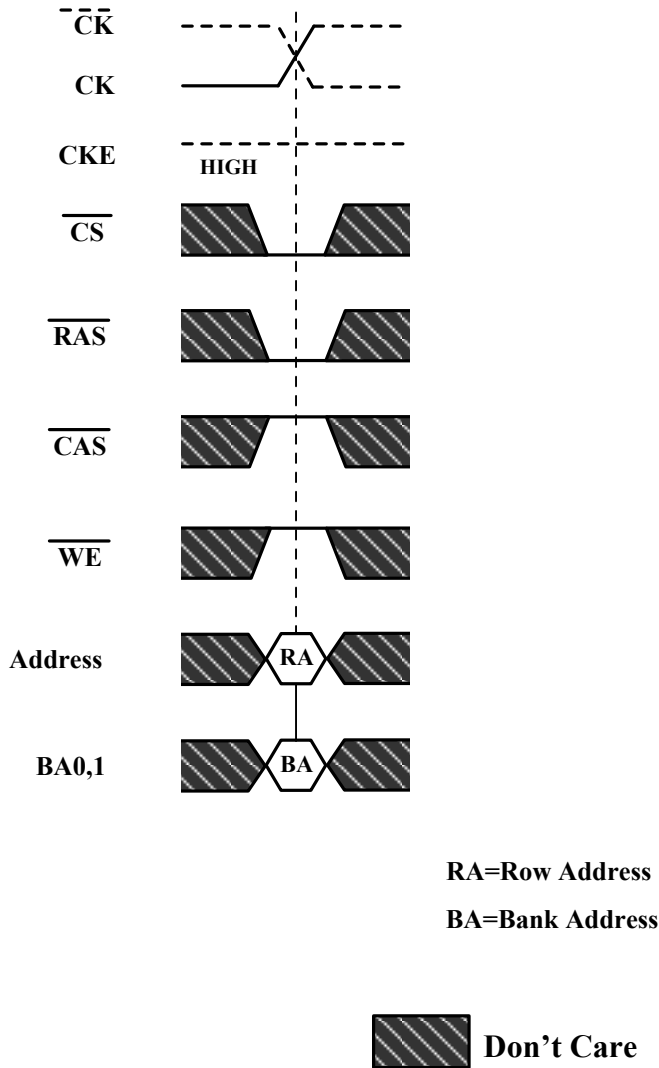 CK
CK
CKE
HIGH
CS
RAS
CAS
WE
Address
RA
BA0,1
BA
RA=Row Address
BA=Bank Address
Don’t Care